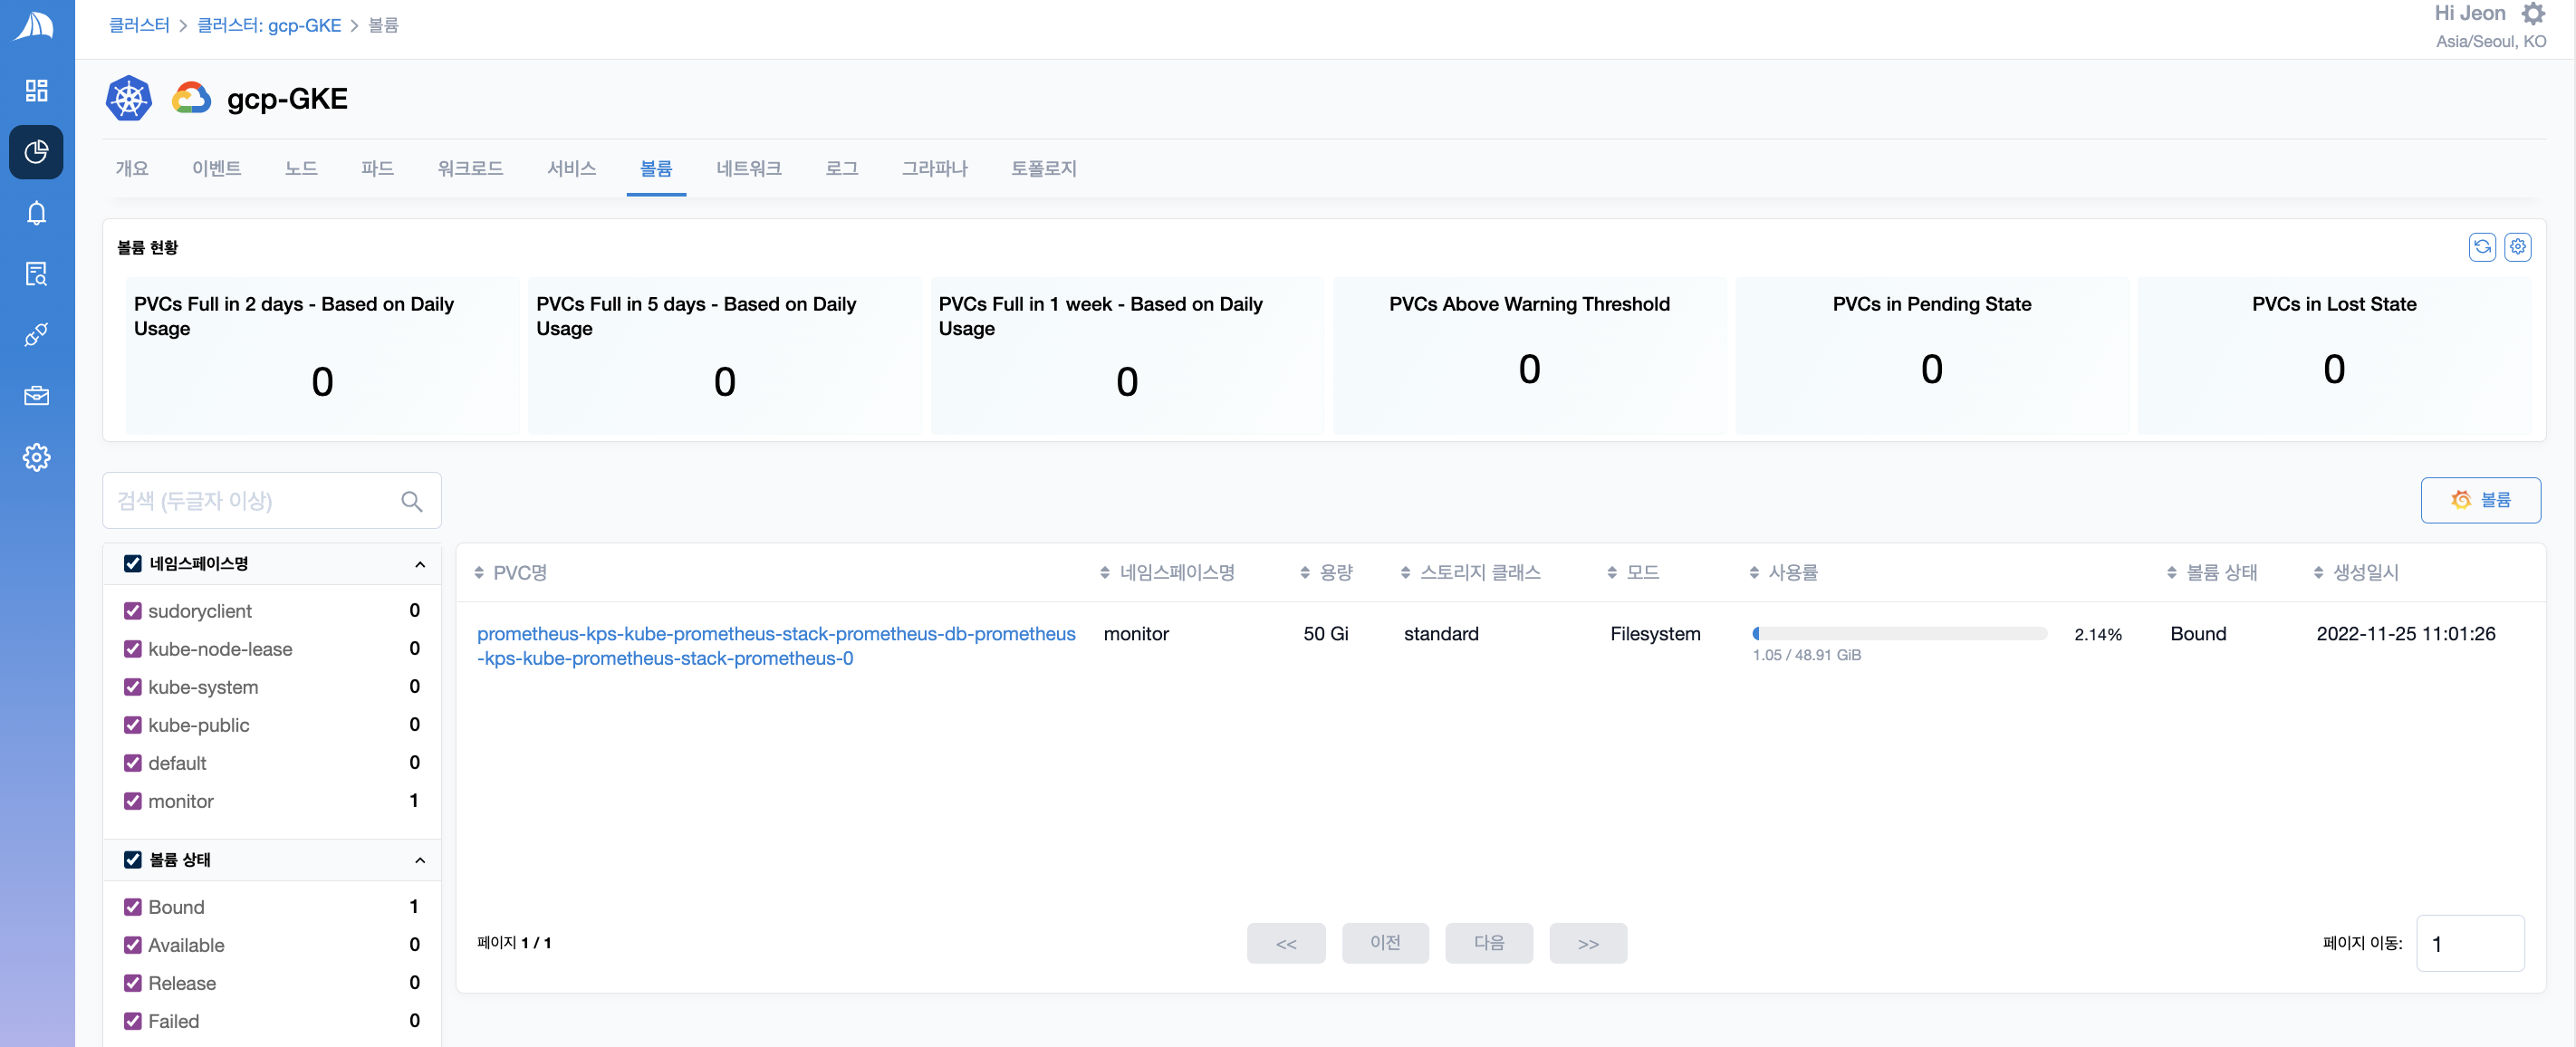 클러스터 > 클러스터: gcp-GKE > 볼륨
Hi Jeon
Asia/Seoul, KO
gcp-GKE
개요 이벤트 노드 파드 워크로드 서비스 볼륨 네트워크 로그 그라파나 토폴로지
볼륨 현황
PVCs Full in 2 days - Based on Daily
Usage
0
PVCs Full in 5 days - Based on Daily
Usage
0
PVCs Full in 1 week - Based on Daily
Usage
0
PVCs Above Warning Threshold
0
PVCs in Pending State
0
PVCs in Lost State
0
검색 (두글자 이상)
볼륨
네임스페이스명
sudoryclient 0
kube-node-lease 0
kube-system 0
kube-public 0
default 0
monitor 1
볼륨 상태
Bound 1
Available 0
Release 0
Failed 0
PVC명 네임스페이스명 용량 스토리지 클래스 모드 사용률 볼륨 상태 생성일시
prometheus-kps-kube-prometheus-stack-prometheus-db-prometheus
-kps-kube-prometheus-stack-prometheus-0
monitor 50 Gi standard Filesystem 2.14% Bound 2022-11-25 11:01:26
1.05 / 48.91 GiB
페이지 1 / 1
<< 이전 다음 >>
페이지 이동: 1